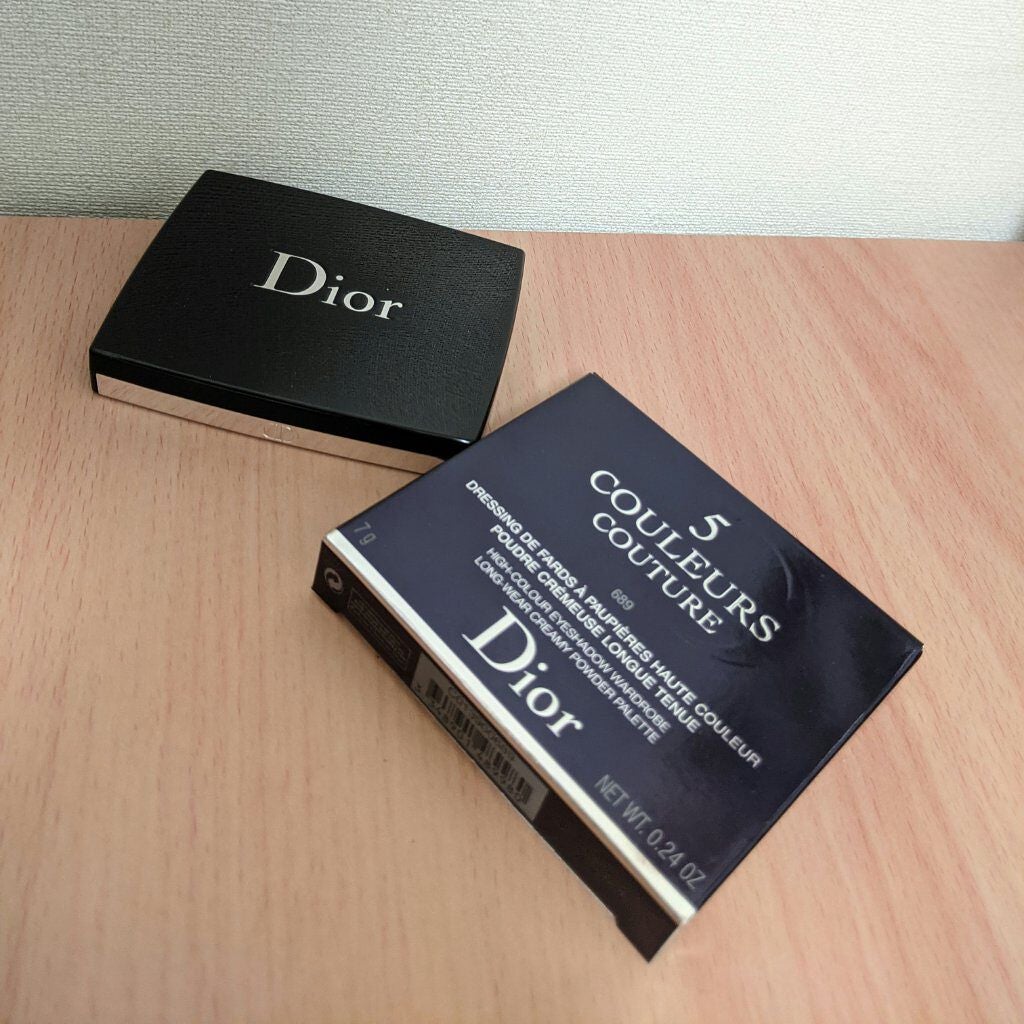 Dior
5
COULEURS
COUTURE
689
DRESSING DE FARDS À PAUPIÈRES HAUTE COULEUR
POUDRE CRÉMEUSE LONGUE TENUE
HIGH-COLOUR EYESHADOW WARDROBE
LONG-WEAR CREAMY POWDER PALETTE
Dior
7 g
NET WT. 0.24 OZ